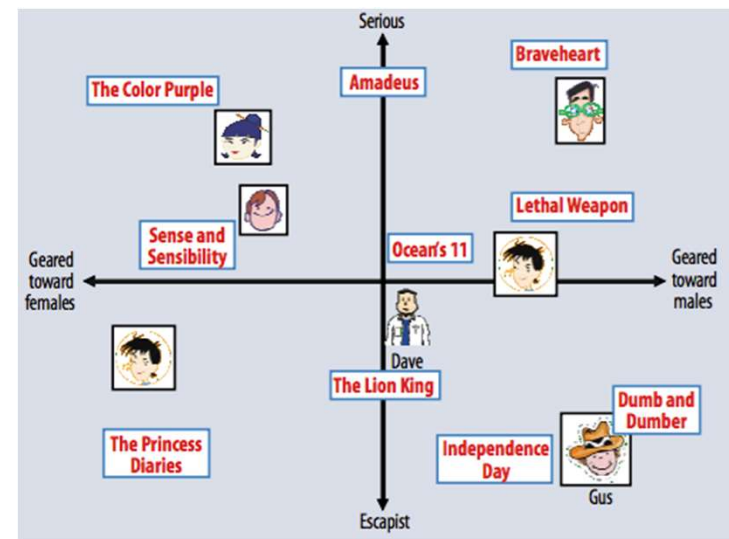 Serious
Braveheart
Amadeus
The Color Purple
Lethal Weapon
Sense and
Sensibility
Ocean's 11
Geared
toward
females
Geared
toward
males
Dave
The Lion King
Dumb and
Dumber
The Princess
Diaries
Independence
Day
Gus
Escapist